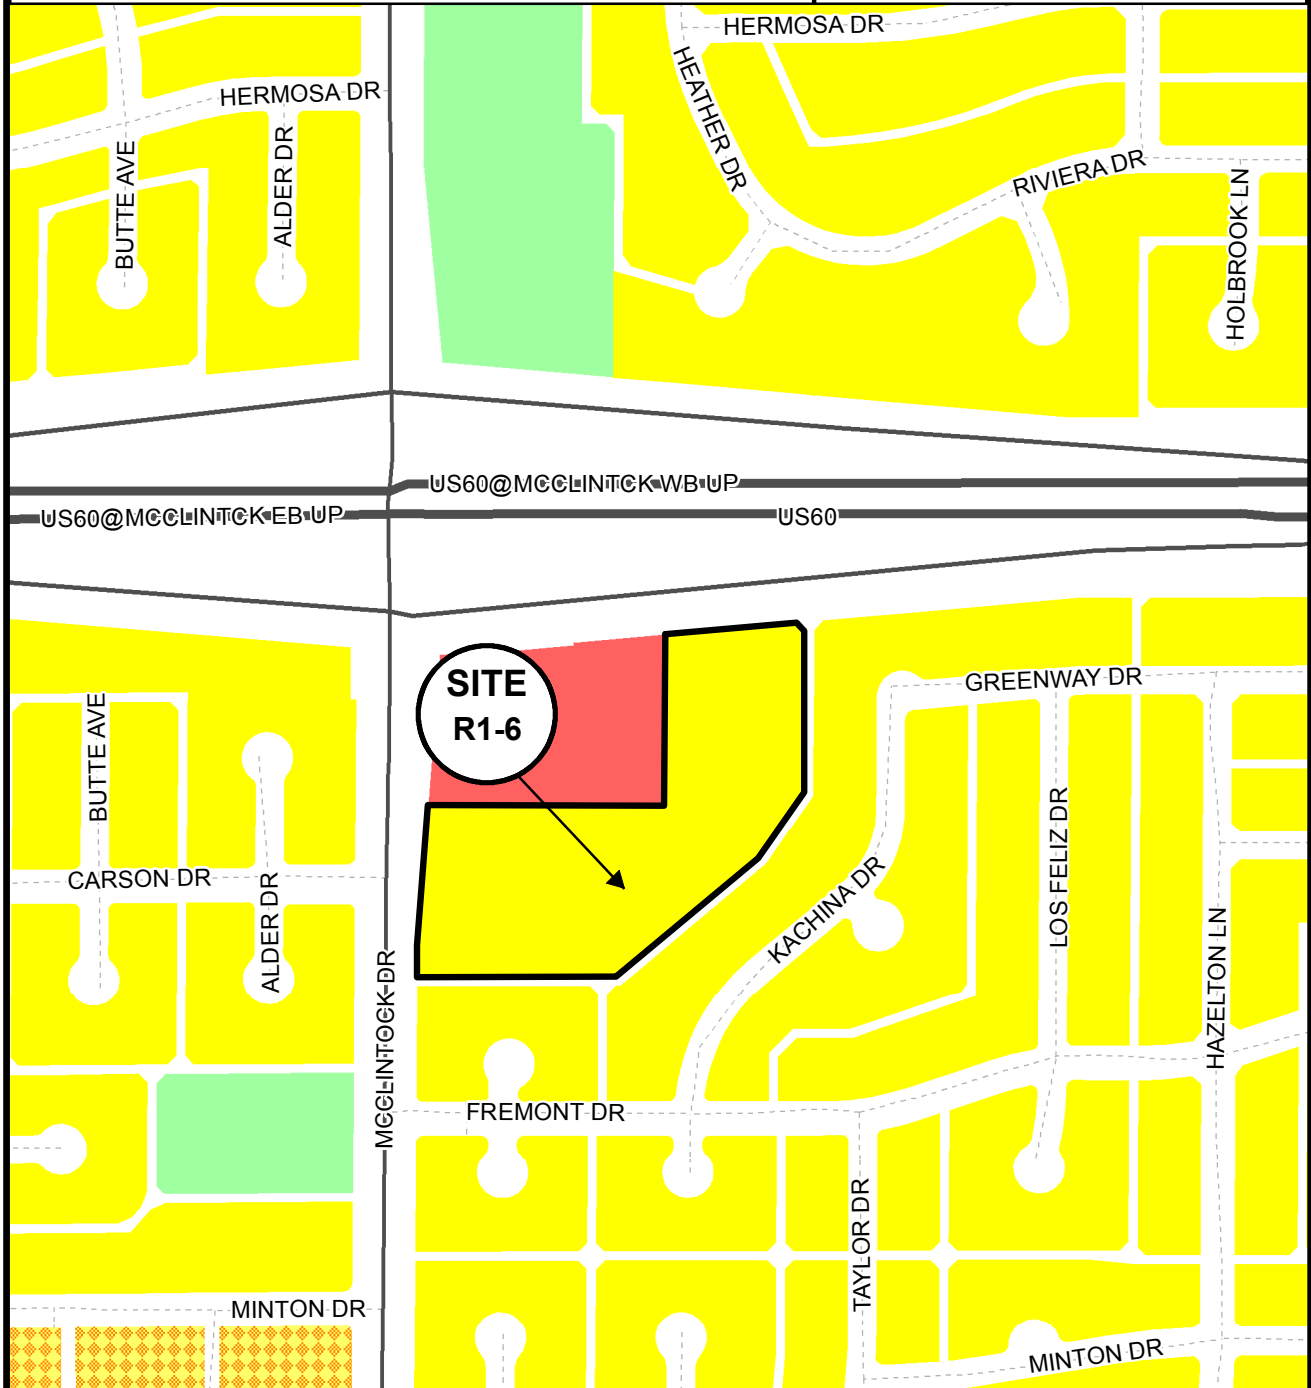 HERMOSA DR
HERMOSA DR
HEATHER DR
BUTTE AVE
ALDER DR
RIVIERA DR
HOLBROOK LN
US60@MCCLINTCK WB UP
US60@MCCLINTCK EB UP
US60
SITE
R1-6
GREENWAY DR
BUTTE AVE
CARSON DR
ALDER DR
KACHINA DR
LOS FELIZ DR
HAZELTON LN
MCCLINTOCK DR
FREMONT DR
TAYLOR DR
MINTON DR
MINTON DR